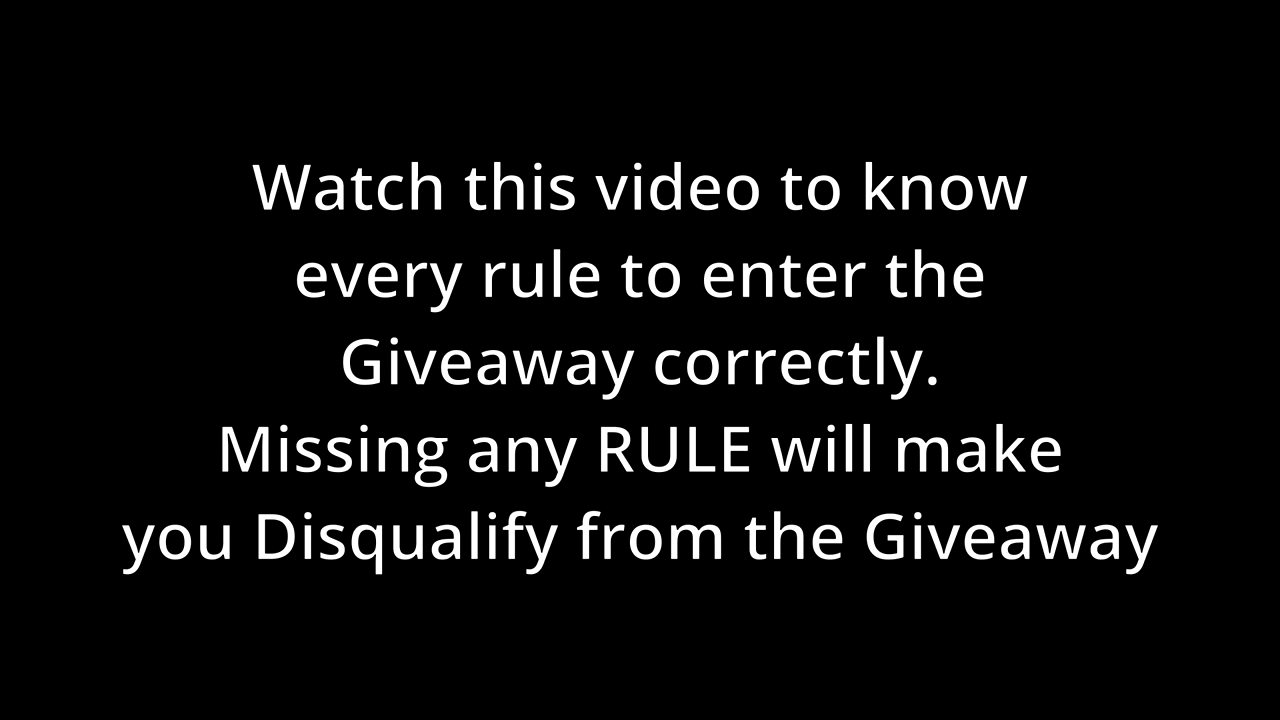 Watch this video to know
every rule to enter the
Giveaway correctly.
Missing any RULE will make
you Disqualify from the Giveaway